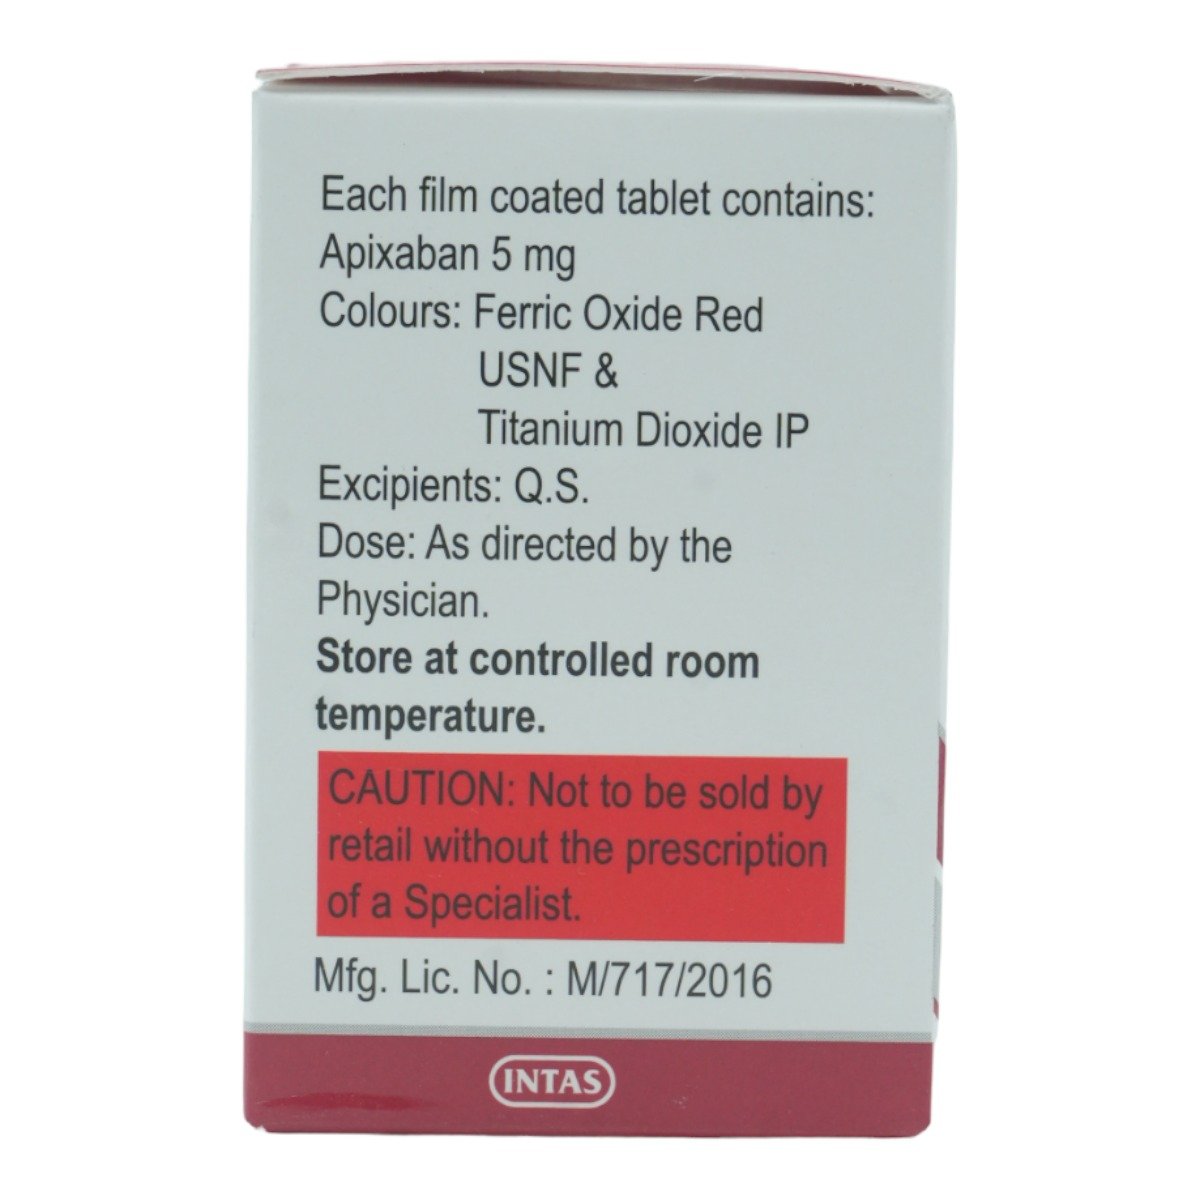 Each film coated tablet contains:
Apixaban 5 mg
Colours: Ferric Oxide Red
USNF &
Titanium Dioxide IP
Excipients: Q.S.
Dose: As directed by the
Physician.
Store at controlled room
temperature.
CAUTION: Not to be sold by
retail without the prescription
of a Specialist.
Mfg. Lic. No. : M/717/2016
INTAS